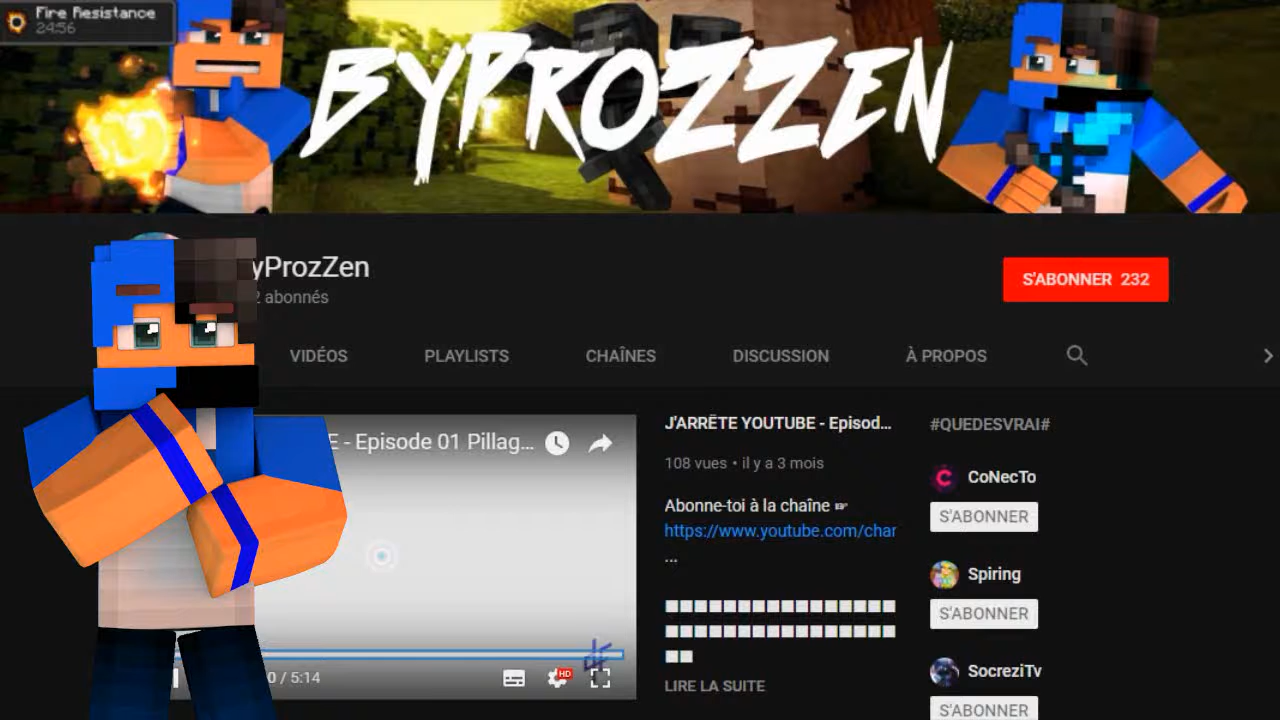 Fire Resistance
24:56
BYPROZZEN
yProzZen
2 abonnés
S'ABONNER 232
VIDÉOS
PLAYLISTS
CHAÎNES
DISCUSSION
À PROPOS
E - Episode 01 Pillag...
0 / 5:14
HD
J'ARRÊTE YOUTUBE - Episod...
108 vues • il y a 3 mois
Abonne-toi à la chaîne ☞
https://www.youtube.com/char
...
LIRE LA SUITE
#QUEDESVRAI#
CoNecTo
S'ABONNER
Spiring
S'ABONNER
SocreziTv
S'ABONNER